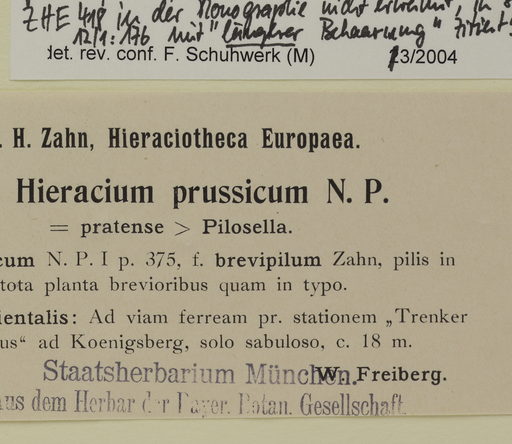 ZHE 418 in der Monographie nicht erwähnt, in
12/1: 176 mit "langhaarer Behaarung" zitiert
det. rev. conf. F. Schuhwerk (M) 13/2004
. H. Zahn, Hieraciotheca Europaea.
Hieracium prussicum N. P.
= pratense > Pilosella.
cum N. P. I p. 375, f. brevipilum Zahn, pilis in
tota planta brevioribus quam in typo.
ientalis: Ad viam ferream pr. stationem „Trenker
us“ ad Koenigsberg, solo sabuloso, c. 18 m.
Staatsherbarium München.
W. Freiberg.
aus dem Herbar der Bayer. Botan. Gesellschaft.